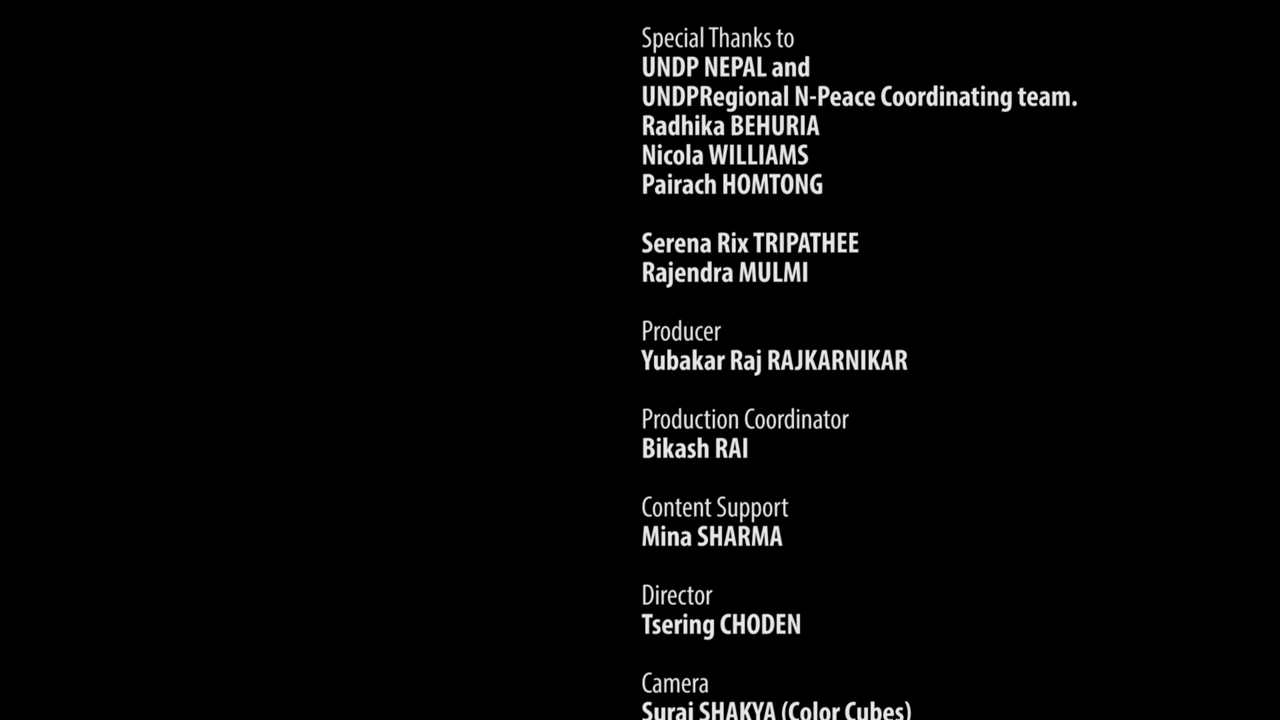 Special Thanks to
UNDP NEPAL and
UNDPRegional N-Peace Coordinating team.
Radhika BEHURIA
Nicola WILLIAMS
Pairach HOMTONG
Serena Rix TRIPATHEE
Rajendra MULMI
Producer
Yubakar Raj RAJKARNIKAR
Production Coordinator
Bikash RAI
Content Support
Mina SHARMA
Director
Tsering CHODEN
Camera
Suraj SHAKYA (Color Cubes)